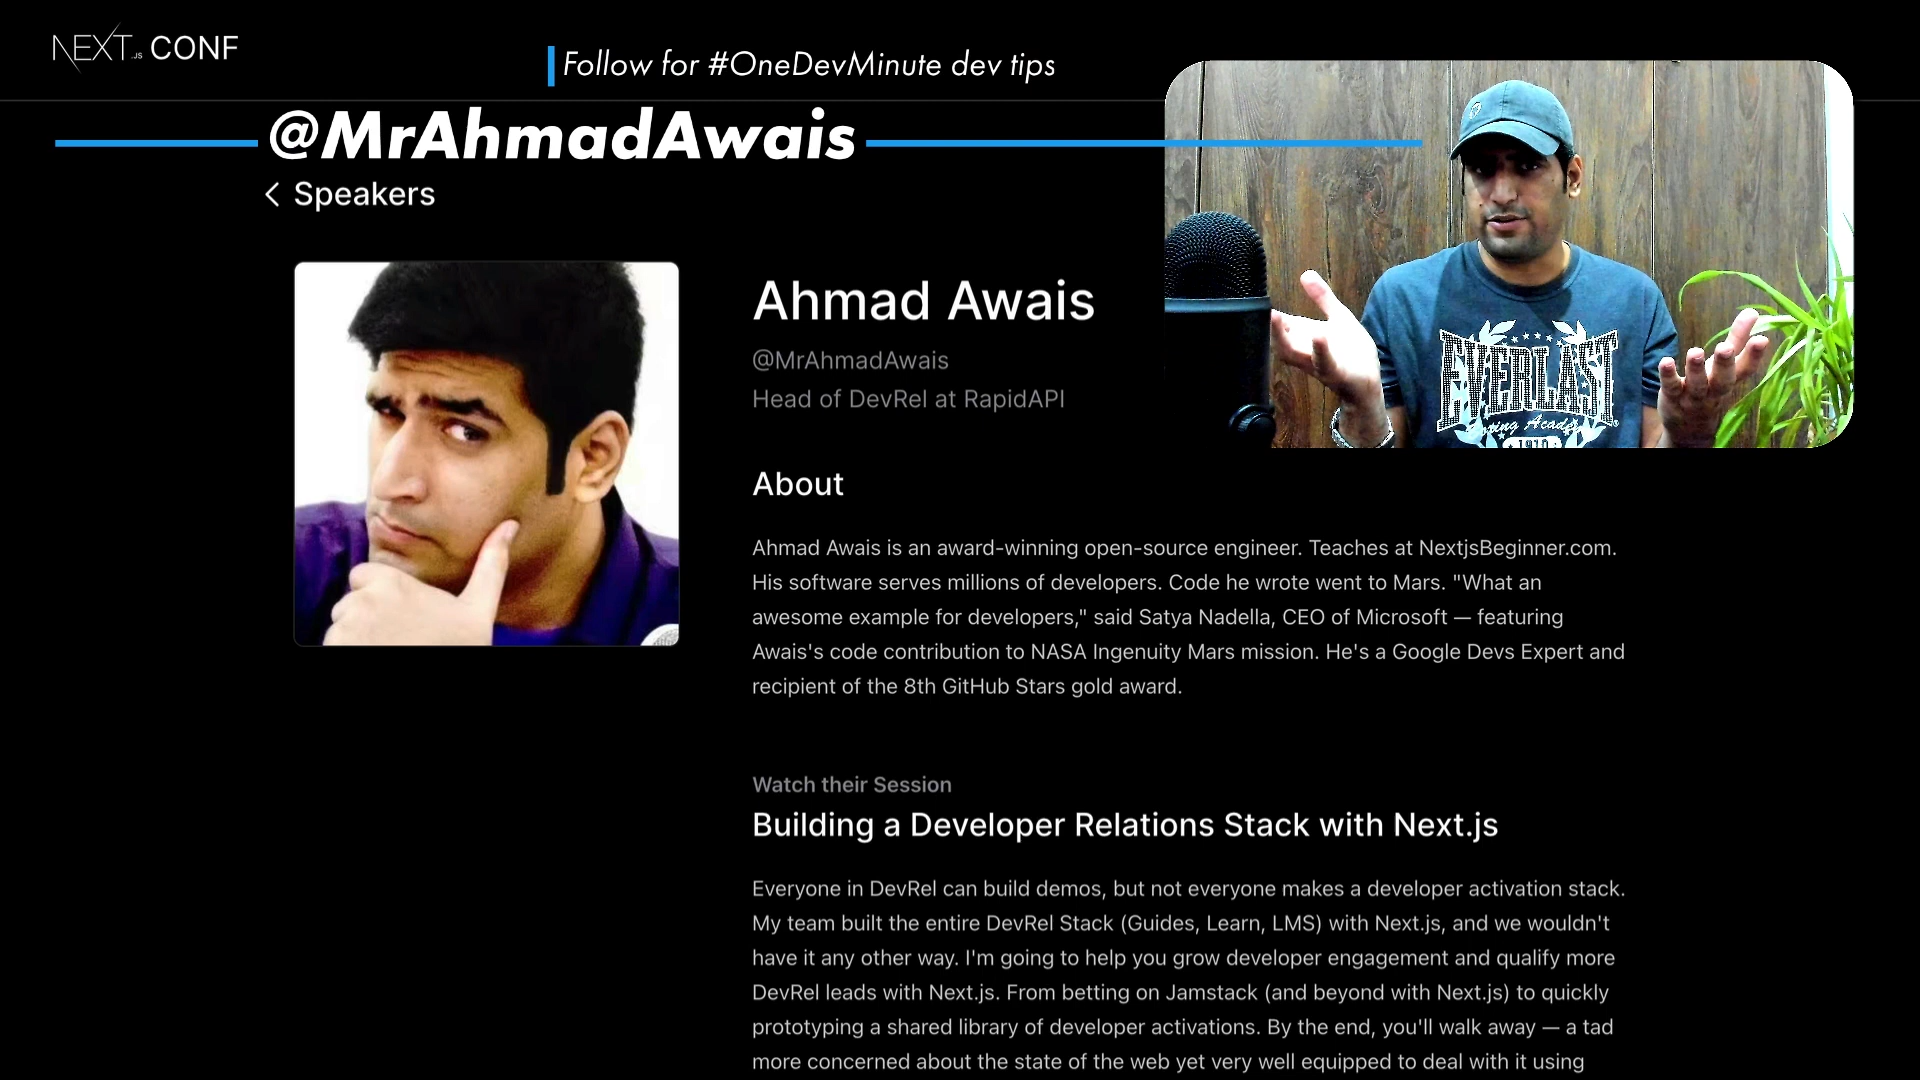 NEXT.JS CONF
Follow for #OneDevMinute dev tips
@MrAhmadAwais
Speakers
Ahmad Awais
@MrAhmadAwais
Head of DevRel at RapidAPI
EVERLAST
Boxing Academy
1910
About
Ahmad Awais is an award-winning open-source engineer. Teaches at NextjsBeginner.com.
His software serves millions of developers. Code he wrote went to Mars. "What an
awesome example for developers," said Satya Nadella, CEO of Microsoft — featuring
Awais's code contribution to NASA Ingenuity Mars mission. He's a Google Devs Expert and
recipient of the 8th GitHub Stars gold award.
Watch their Session
Building a Developer Relations Stack with Next.js
Everyone in DevRel can build demos, but not everyone makes a developer activation stack.
My team built the entire DevRel Stack (Guides, Learn, LMS) with Next.js, and we wouldn't
have it any other way. I'm going to help you grow developer engagement and qualify more
DevRel leads with Next.js. From betting on Jamstack (and beyond with Next.js) to quickly
prototyping a shared library of developer activations. By the end, you'll walk away — a tad
more concerned about the state of the web yet very well equipped to deal with it using